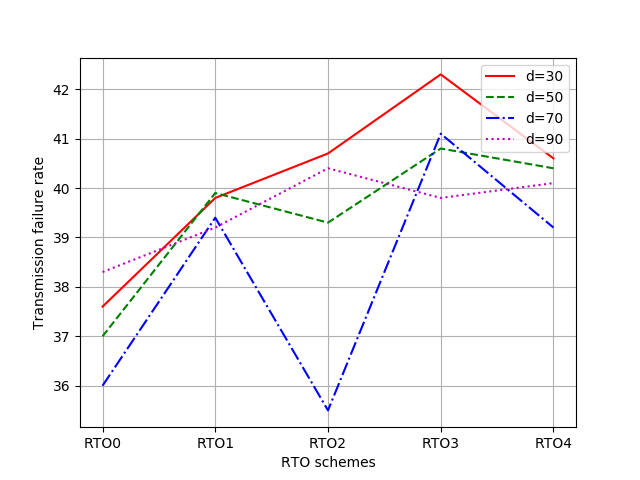 d=30
d=50
d=70
d=90
42
41
40
39
38
37
36
Transmission failure rate
RTO0 RTO1 RTO2 RTO3 RTO4
RTO schemes